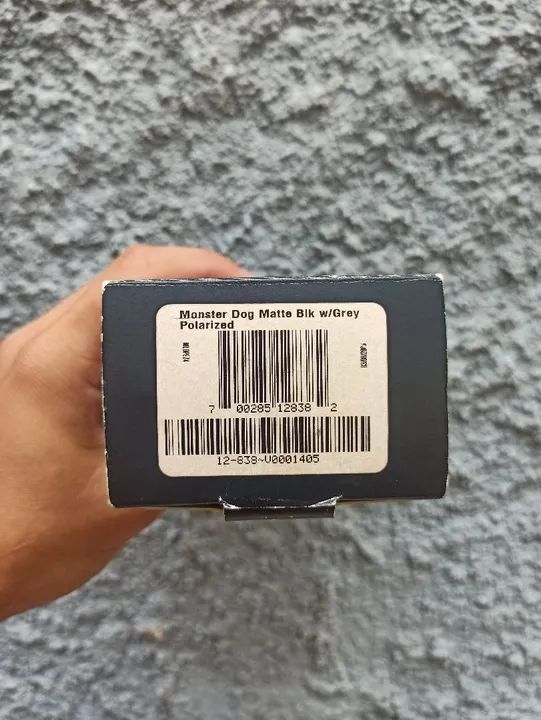 Monster Dog Matte Blk w/Grey
Polarized
7 00285 12838 2
12-838~V0001405